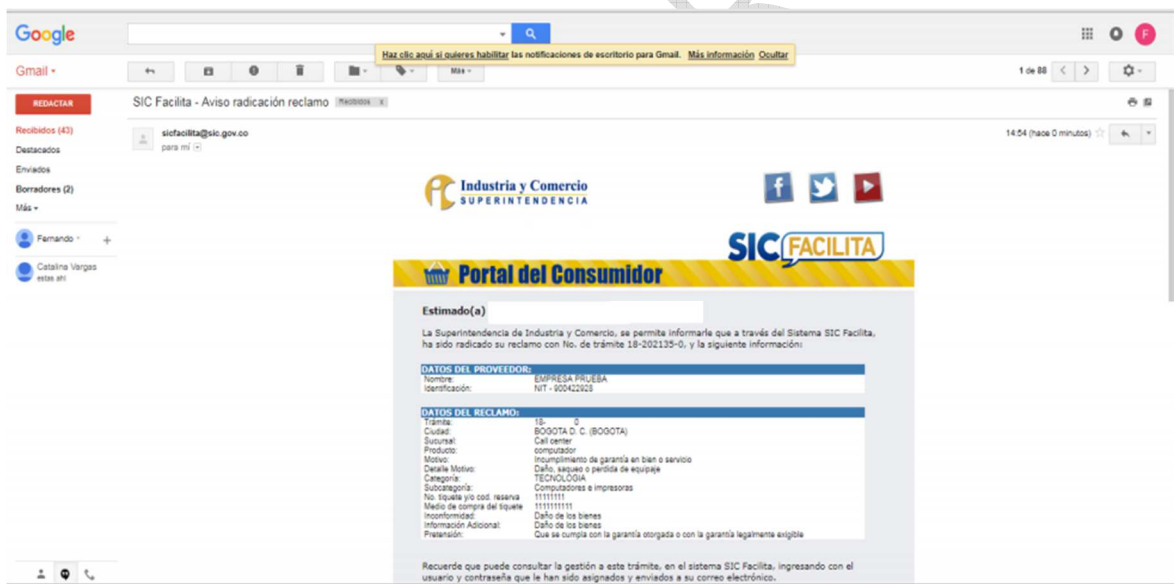 Google
Haz clic aquí si quieres habilitar las notificaciones de escritorio para Gmail. Más información Ocultar
F
Gmail
Más
1 de 88
REDACTAR
SIC Facilita - Aviso radicación reclamo Recibidos x
Recibidos (43)
sicfacilita@sic.gov.co
14:54 (hace 0 minutos)
para mí
Destacados
Enviados
Borradores (2)
Más
Industria y Comercio
SUPERINTENDENCIA
Fernando
+
SIC FACILITA
Catalina Vargas
estas ahí
Portal del Consumidor
Estimado(a)
La Superintendencia de Industria y Comercio, se permite informarle que a través del Sistema SIC Facilita,
ha sido radicado su reclamo con No. de trámite 18-202135-0, y la siguiente información:
DATOS DEL PROVEEDOR:
Nombre: EMPRESA PRUEBA
Identificación: NIT - 900422928
DATOS DEL RECLAMO:
Trámite: 18- 0
Ciudad: BOGOTA D. C. (BOGOTA)
Sucursal: Call center
Producto: computador
Motivo: Incumplimiento de garantía en bien o servicio
Detalle Motivo: Daño, saqueo o perdida de equipaje
Categoría: TECNOLOGIA
Subcategoría: Computadores e impresoras
No. tiquete y/o cod. reserva 11111111
Medio de compra del tiquete 1111111111
Inconformidad: Daño de los bienes
Información Adicional: Daño de los bienes
Pretensión: Que se cumpla con la garantía otorgada o con la garantía legalmente exigible
Recuerde que puede consultar la gestión a este trámite, en el sistema SIC Facilita, ingresando con el
usuario y contraseña que le han sido asignados y enviados a su correo electrónico.